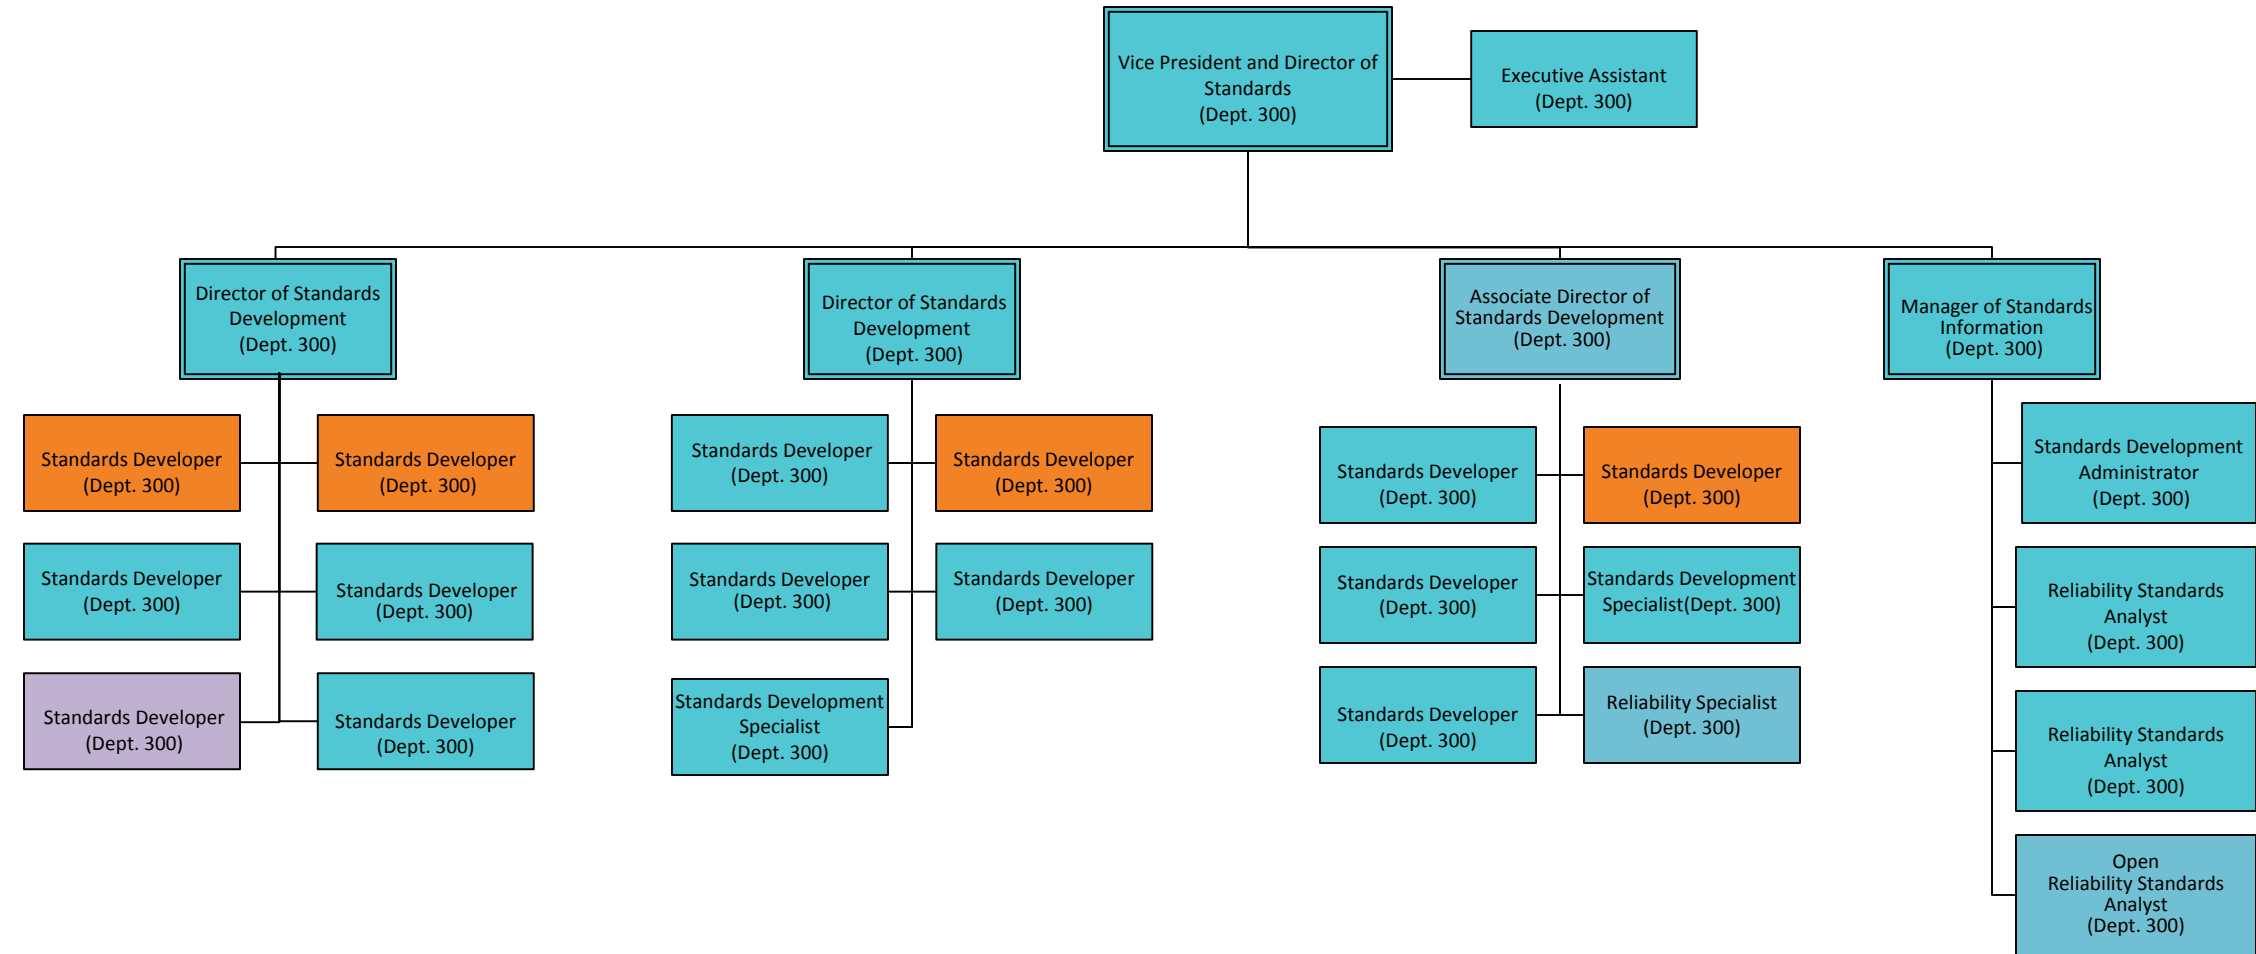 Vice President and Director of
Standards
(Dept. 300)
Executive Assistant
(Dept. 300)
Director of Standards
Development
(Dept. 300)
Director of Standards
Development
(Dept. 300)
Associate Director of
Standards Development
(Dept. 300)
Manager of Standards
Information
(Dept. 300)
Standards Developer
(Dept. 300)
Standards Developer
(Dept. 300)
Standards Developer
(Dept. 300)
Standards Developer
(Dept. 300)
Standards Developer
(Dept. 300)
Standards Developer
(Dept. 300)
Standards Developer
(Dept. 300)
Standards Developer
(Dept. 300)
Standards Developer
(Dept. 300)
Standards Developer
(Dept. 300)
Standards Development
Specialist
(Dept. 300)
Standards Developer
(Dept. 300)
Standards Developer
(Dept. 300)
Standards Developer
(Dept. 300)
Standards Development
Specialist(Dept. 300)
Standards Developer
(Dept. 300)
Reliability Specialist
(Dept. 300)
Standards Development
Administrator
(Dept. 300)
Reliability Standards
Analyst
(Dept. 300)
Reliability Standards
Analyst
(Dept. 300)
Open
Reliability Standards
Analyst
(Dept. 300)